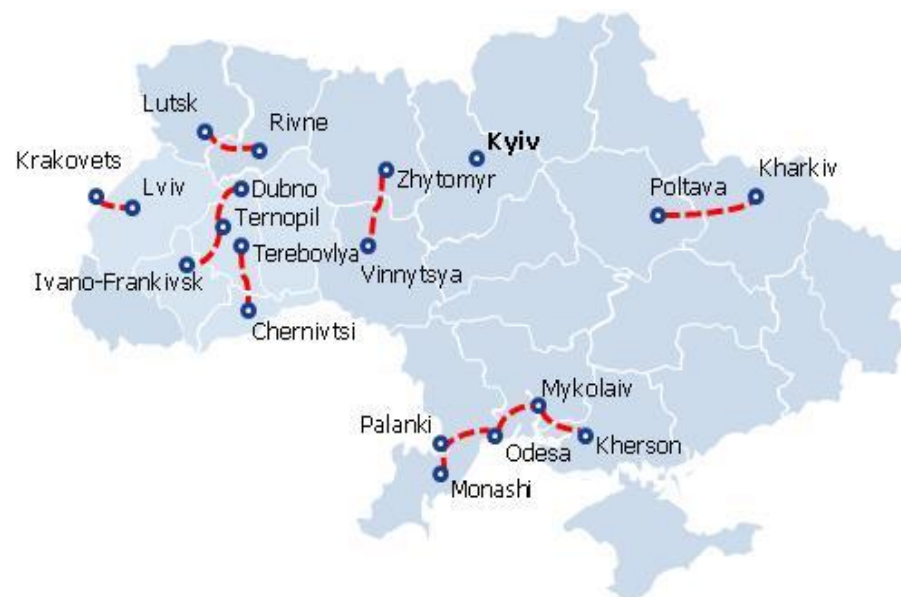 Lutsk
Rivne
Kyiv
Krakovets
Lviv
Dubno
Zhytomyr
Kharkiv
Poltava
Ternopil
Terebovlya
Vinnytsya
Ivano-Frankivsk
Chernivtsi
Mykolaiv
Palanki
Odesa
Kherson
Monashi